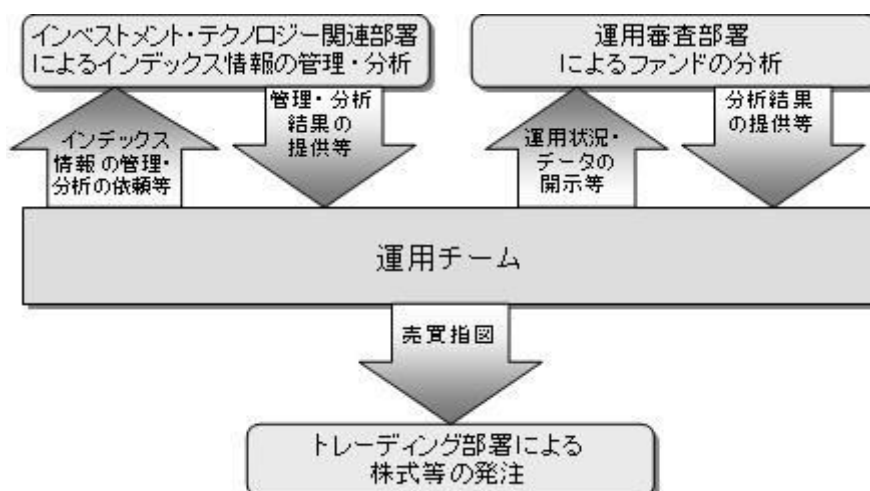 インベストメント・テクノロジー関連部署
によるインデックス情報の管理・分析
運用審査部署
によるファンドの分析
インデックス
情報の管理・
分析の依頼等
管理・分析
結果の
提供等
運用状況・
データの
開示等
分析結果
の提供等
運用チーム
売買指図
トレーディング部署による
株式等の発注